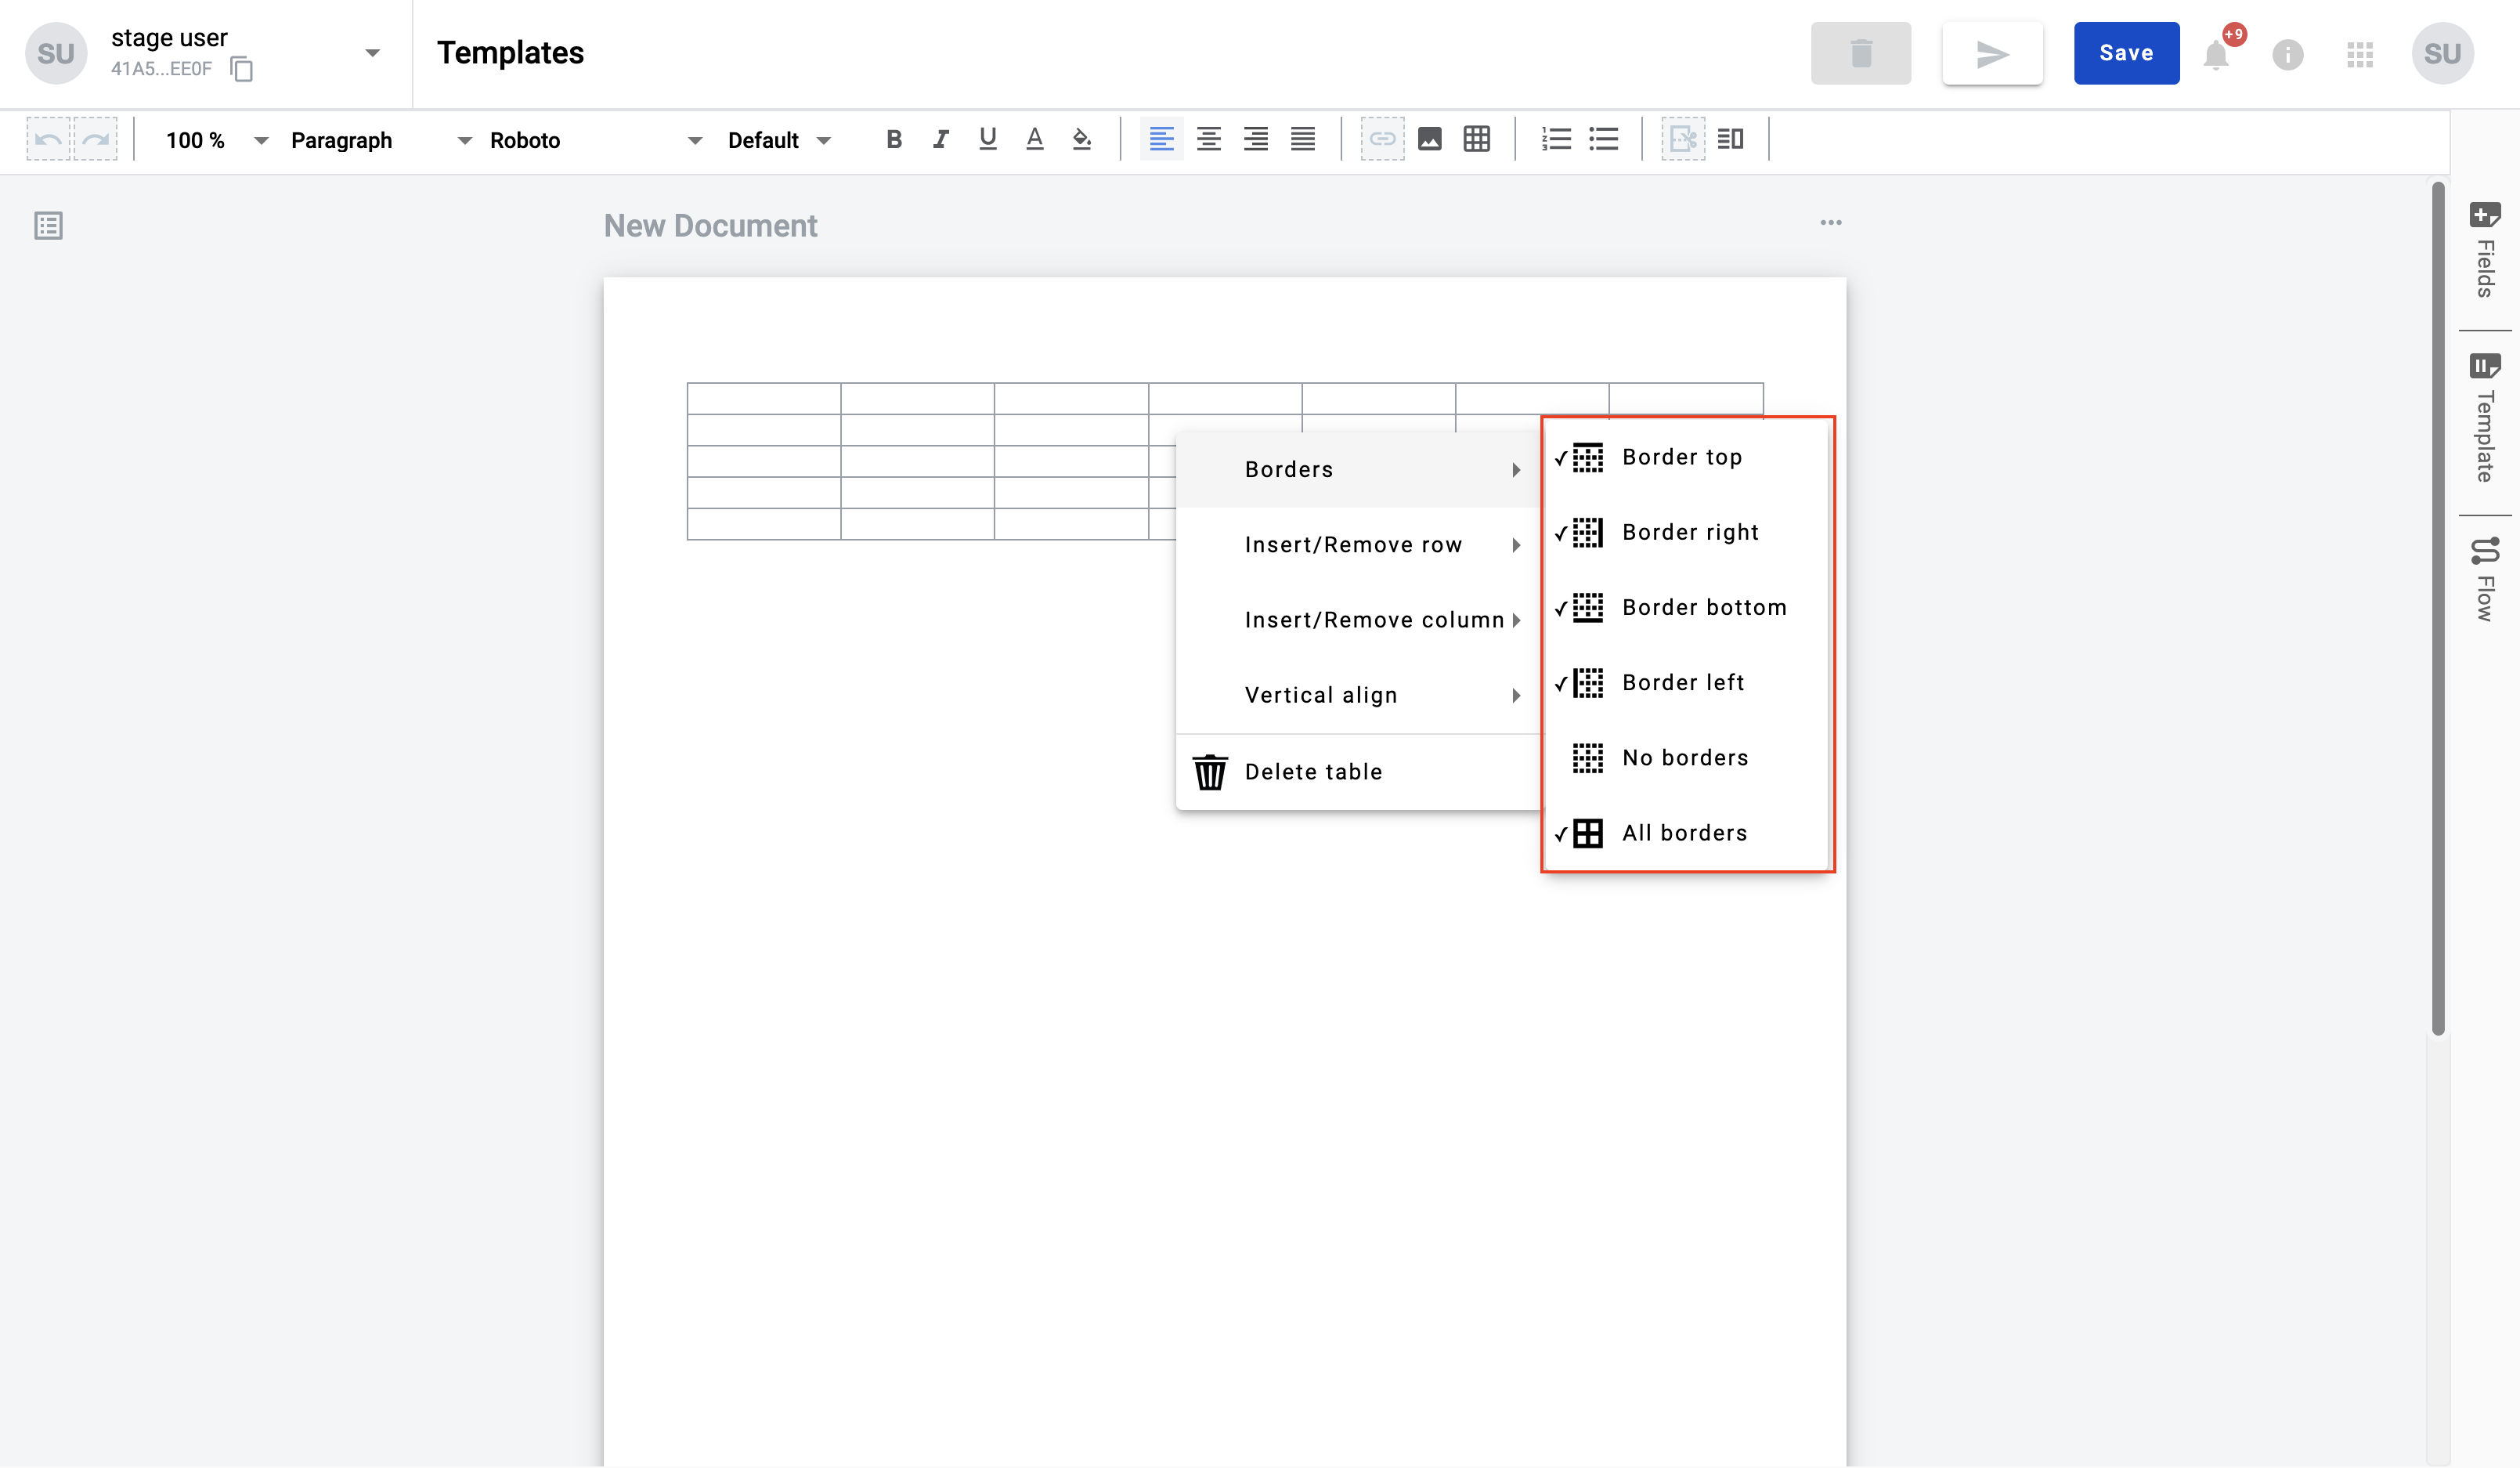 SU
stage user
41A5...EE0F
Templates
Save
+9
SU
100 %
Paragraph
Roboto
Default
New Document
Fields
Template
Flow
Borders
Insert/Remove row
Insert/Remove column
Vertical align
Delete table
Border top
Border right
Border bottom
Border left
No borders
All borders